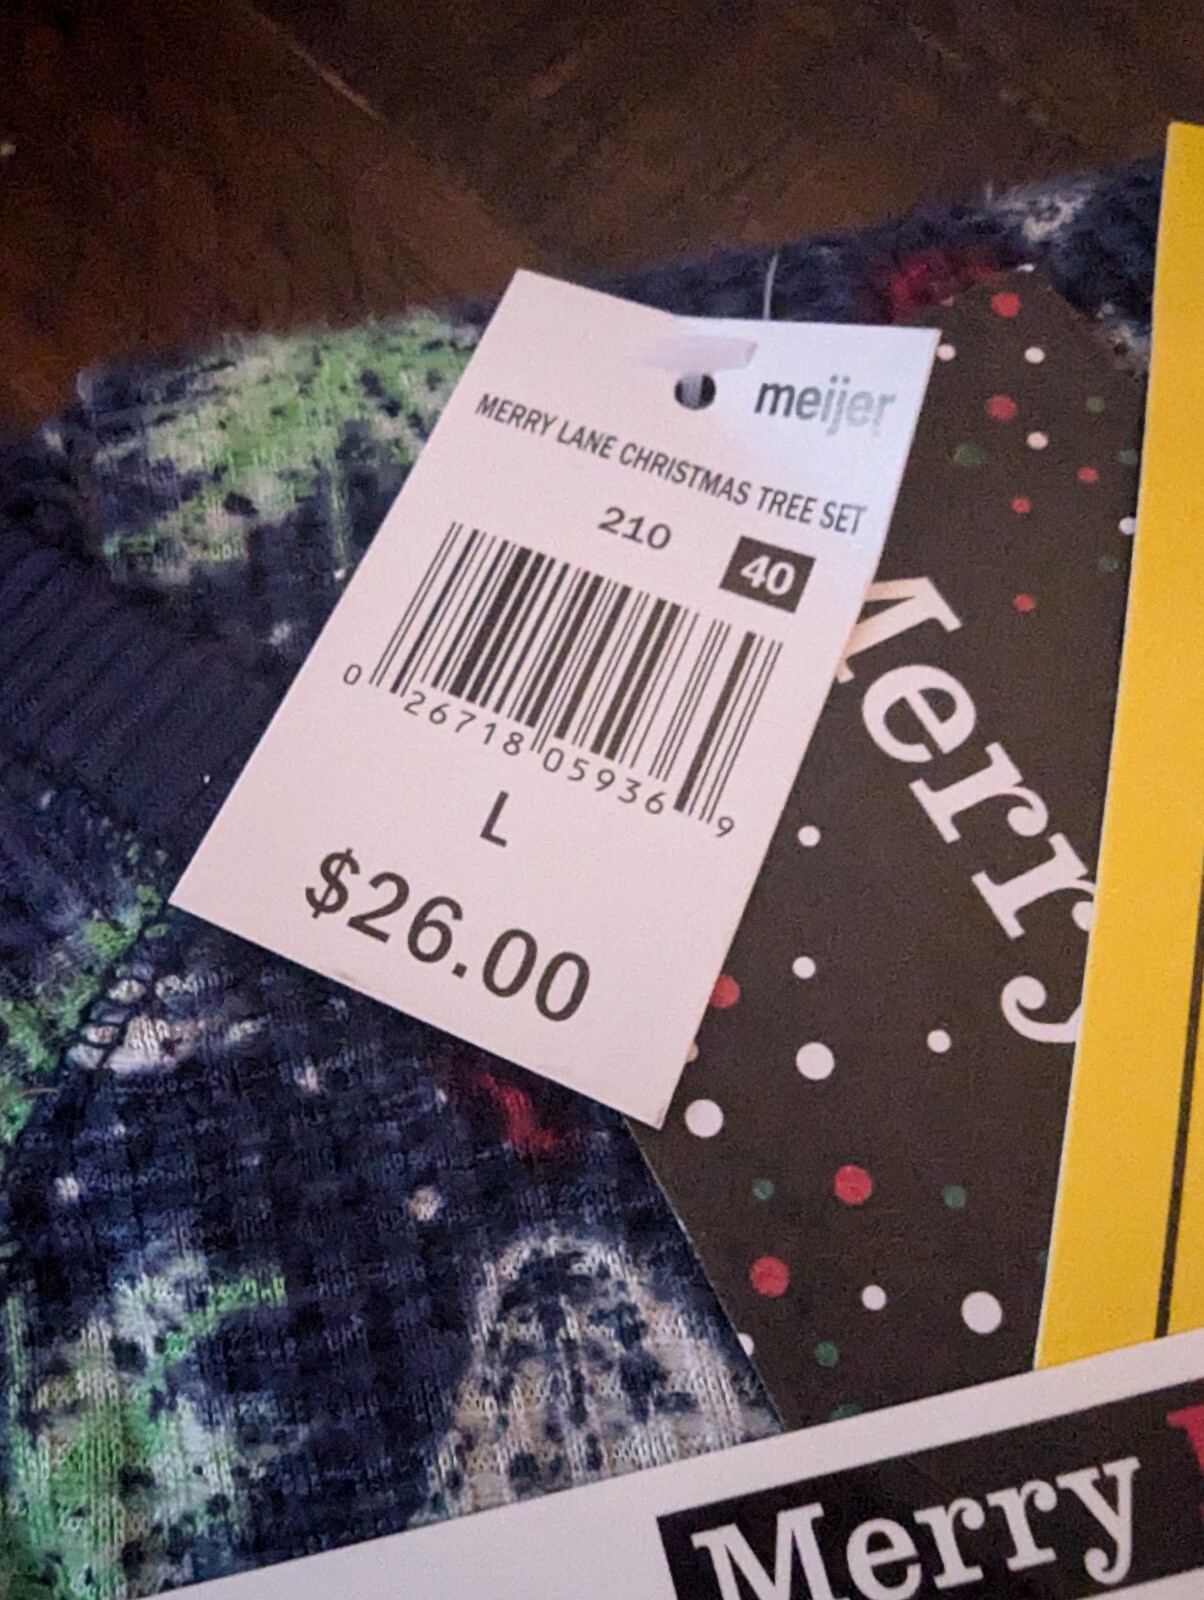 meijer
MERRY LANE CHRISTMAS TREE SET
210 40
0 26718 05936 9
L
$26.00
Merry
Merry